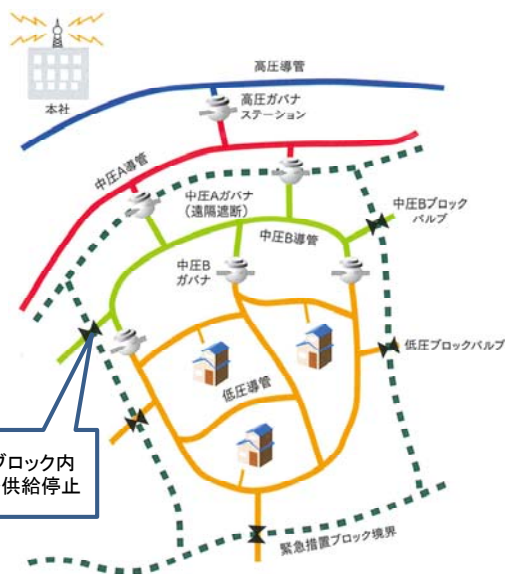 本社
高圧導管
高圧ガバナ
ステーション
中圧A導管
中圧Aガバナ
(遠隔遮断)
中圧B導管
中圧Bブロック
バルブ
中圧B
ガバナ
低圧ブロックバルブ
低圧導管
ブロック内
供給停止
緊急措置ブロック境界